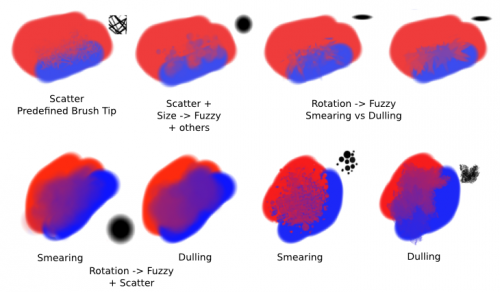 Scatter
Predefined Brush Tip
Scatter +
Size -> Fuzzy
+ others
Rotation -> Fuzzy
Smearing vs Dulling
Smearing
Dulling
Rotation -> Fuzzy
+ Scatter
Smearing
Dulling